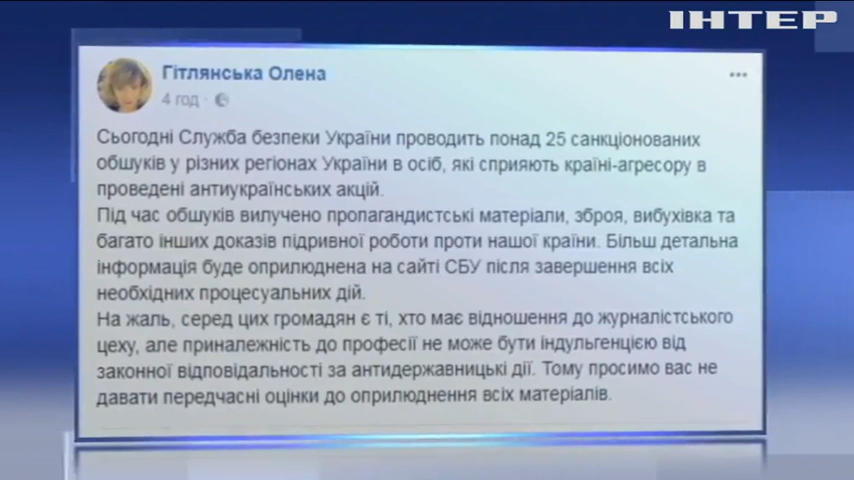 ІНТЕР
Гітлянська Олена
4 год ·
Сьогодні Служба безпеки України проводить понад 25 санкціонованих
обшуків у різних регіонах України в осіб, які сприяють країні-агресору в
проведені антиукраїнських акцій.
Під час обшуків вилучено пропагандистські матеріали, зброя, вибухівка та
багато інших доказів підривної роботи проти нашої країни. Більш детальна
інформація буде оприлюднена на сайті СБУ після завершення всіх
необхідних процесуальних дій.
На жаль, серед цих громадян є ті, хто має відношення до журналістського
цеху, але приналежність до професії не може бути індульгенцією від
законної відповідальності за антидержавницькі дії. Тому просимо вас не
давати передчасні оцінки до оприлюднення всіх матеріалів.